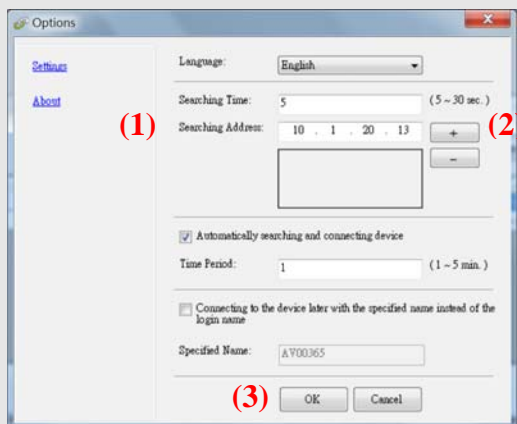 Options
Settings
About
Language: English
Searching Time: 5 (5 ~ 30 sec.)
(1) Searching Address: 10 . 1 . 20 . 13 + (2
−
Automatically searching and connecting device
Time Period: 1 (1 ~ 5 min.)
Connecting to the device later with the specified name instead of the
login name
Specified Name: AV00365
(3) OK Cancel